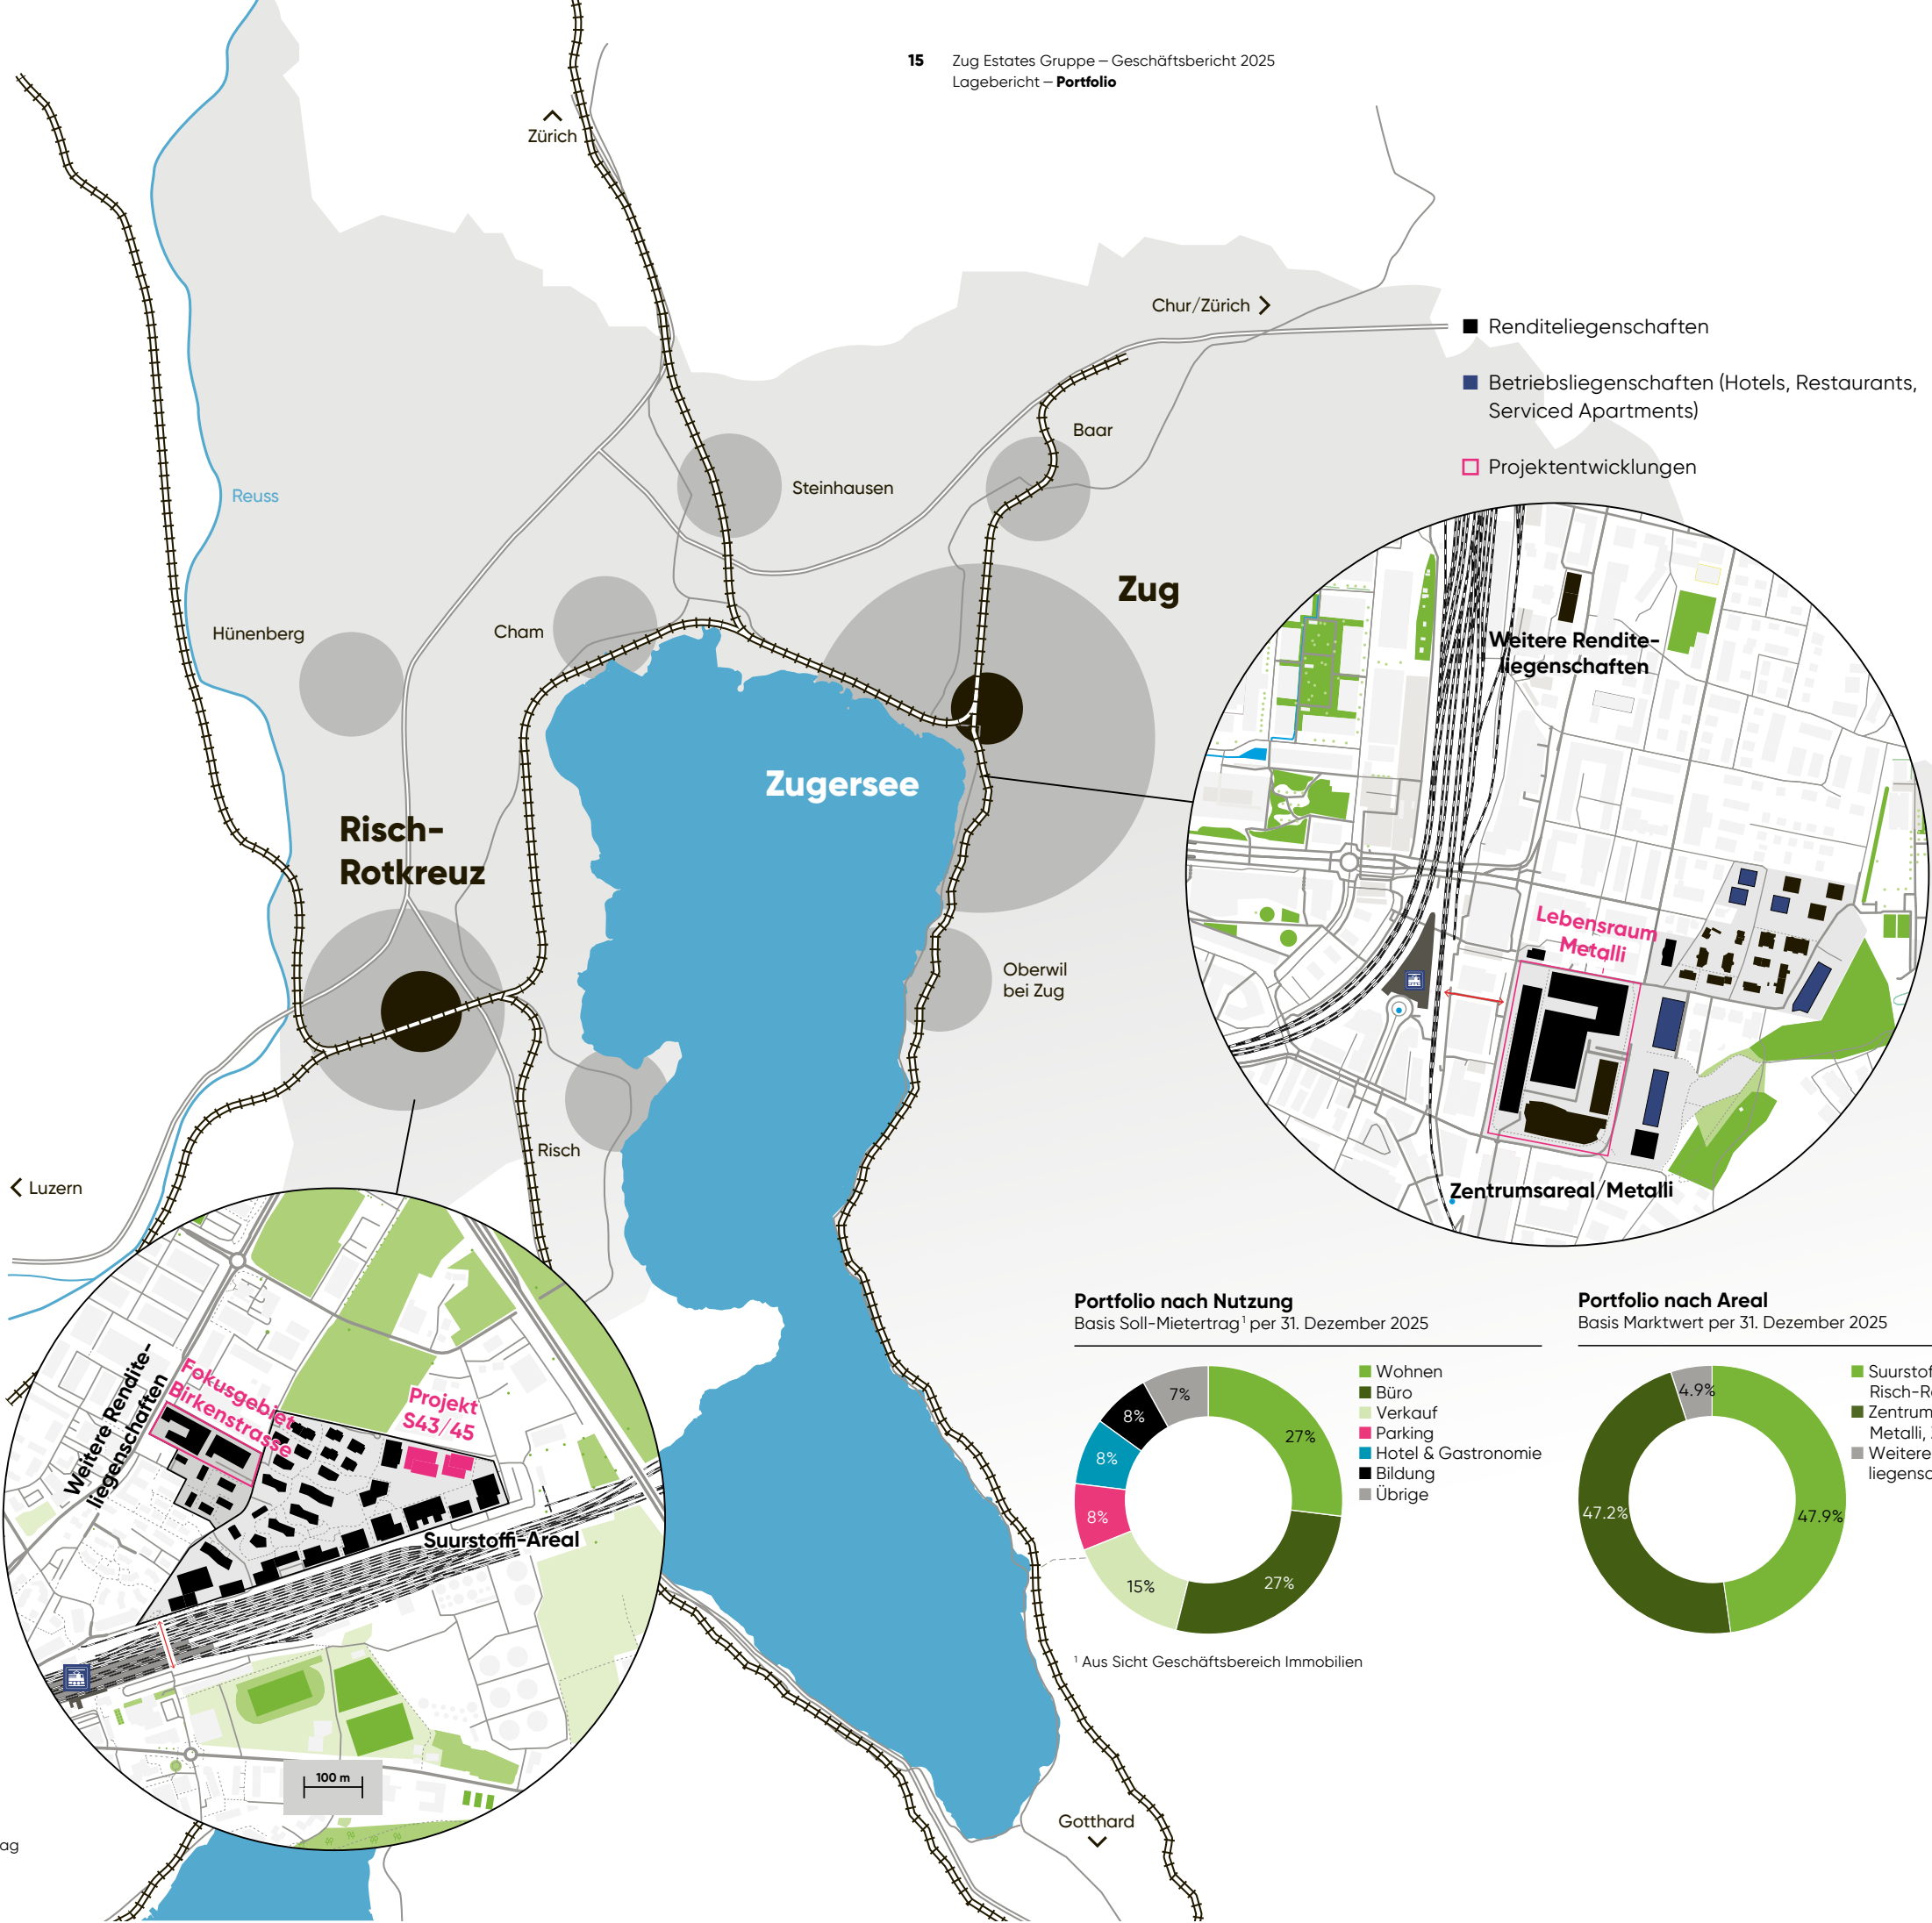 15 Zug Estates Gruppe – Geschäftsbericht 2025
Lagebericht – Portfolio
Zürich
Chur/Zürich
Renditeliegenschaften
Betriebsliegenschaften (Hotels, Restaurants,
Serviced Apartments)
Projektentwicklungen
Baar
Steinhausen
Reuss
Zug
Hünenberg
Cham
Weitere Rendite-
liegenschaften
Zugersee
Risch-
Rotkreuz
Lebensraum
Metalli
Oberwil
bei Zug
Risch
Luzern
Zentrumsareal/Metalli
Weitere Rendite-
liegenschaften
Fokusgebiet
Birkenstrasse
Projekt
S43/45
Suurstoffi-Areal
100 m
Portfolio nach Nutzung
Basis Soll-Mietertrag¹ per 31. Dezember 2025
Wohnen
Büro
Verkauf
Parking
Hotel & Gastronomie
Bildung
Übrige
7%
8%
27%
8%
8%
15%
27%
¹ Aus Sicht Geschäftsbereich Immobilien
Portfolio nach Areal
Basis Marktwert per 31. Dezember 2025
4.9%
47.2%
47.9%
Metalli,
Weitere
Gotthard